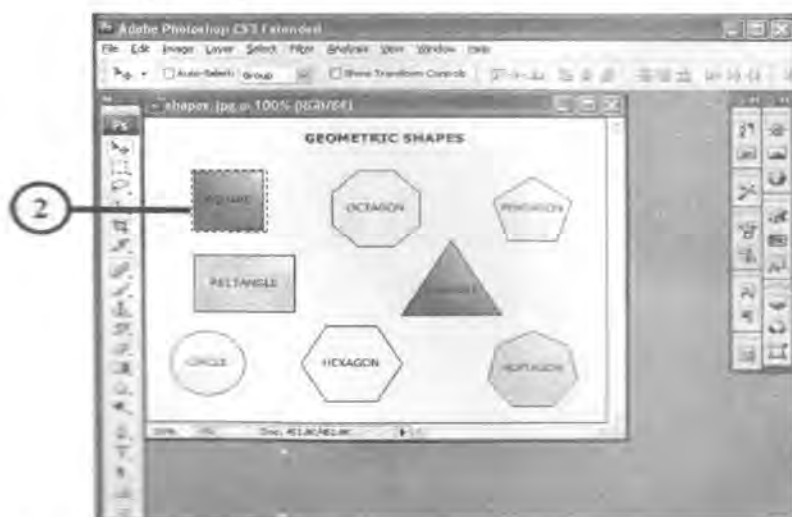 Adobe Photoshop CS3 Extended
File Edit Image Layer Select Filter Analysis View Window Help
Auto-Select: Group Show Transform Controls
shapes.jpg @ 100% (RGB/8#)
Ps
GEOMETRIC SHAPES
2
SQUARE
OCTAGON
PENTAGON
RECTANGLE
CIRCLE
HEXAGON
HEPTAGON
100%